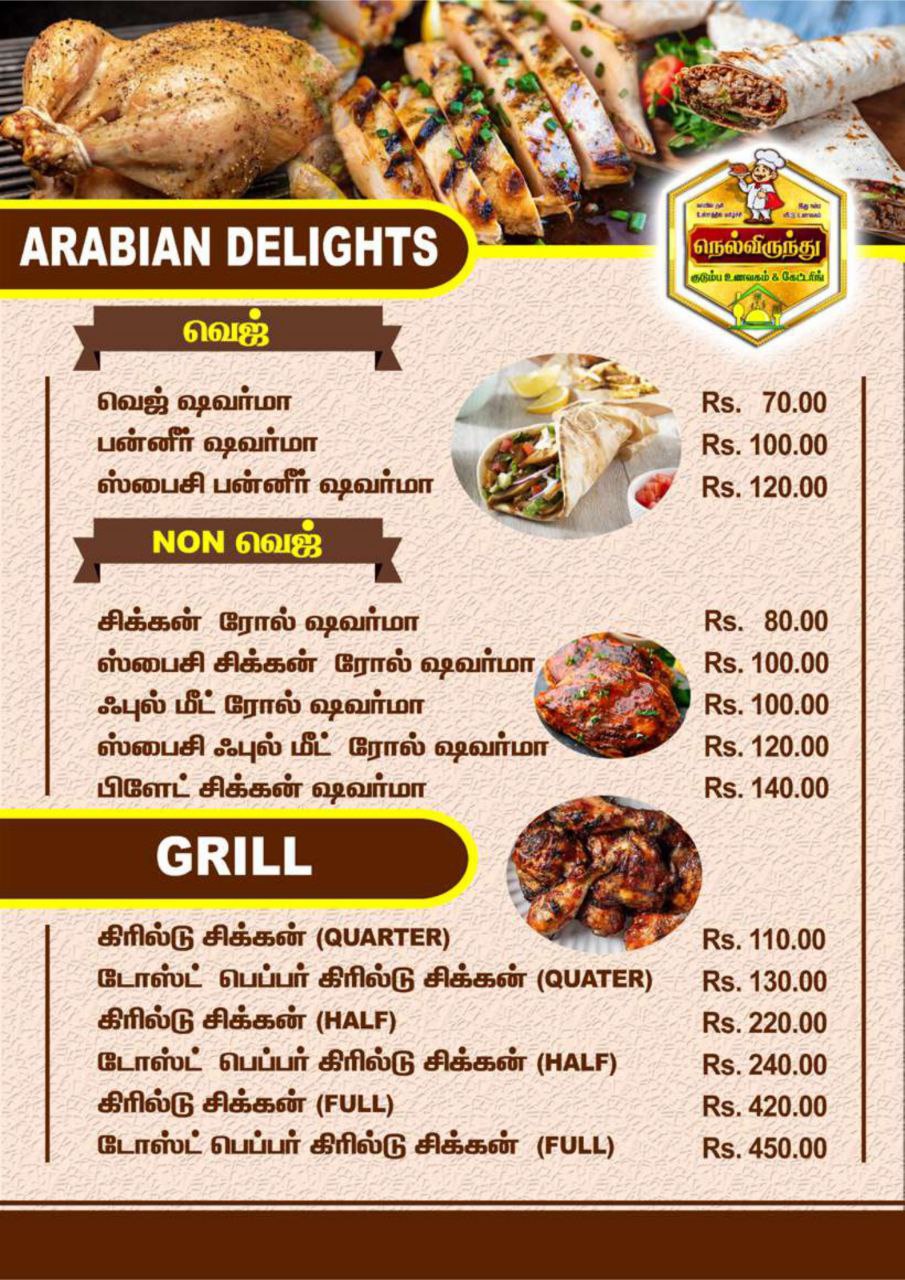 ARABIAN DELIGHTS
நெல்விருந்து
குடும்ப உணவகம் & கேட்டரிங்
வெஜ்
வெஜ் ஷவர்மா Rs. 70.00
பன்னீர் ஷவர்மா Rs. 100.00
ஸ்பைசி பன்னீர் ஷவர்மா Rs. 120.00
NON வெஜ்
சிக்கன் ரோல் ஷவர்மா Rs. 80.00
ஸ்பைசி சிக்கன் ரோல் ஷவர்மா Rs. 100.00
ஃபுல் மீட் ரோல் ஷவர்மா Rs. 100.00
ஸ்பைசி ஃபுல் மீட் ரோல் ஷவர்மா Rs. 120.00
பிளேட் சிக்கன் ஷவர்மா Rs. 140.00
GRILL
கிரில்டு சிக்கன் (QUARTER) Rs. 110.00
டோஸ்ட் பெப்பர் கிரில்டு சிக்கன் (QUATER) Rs. 130.00
கிரில்டு சிக்கன் (HALF) Rs. 220.00
டோஸ்ட் பெப்பர் கிரில்டு சிக்கன் (HALF) Rs. 240.00
கிரில்டு சிக்கன் (FULL) Rs. 420.00
டோஸ்ட் பெப்பர் கிரில்டு சிக்கன் (FULL) Rs. 450.00